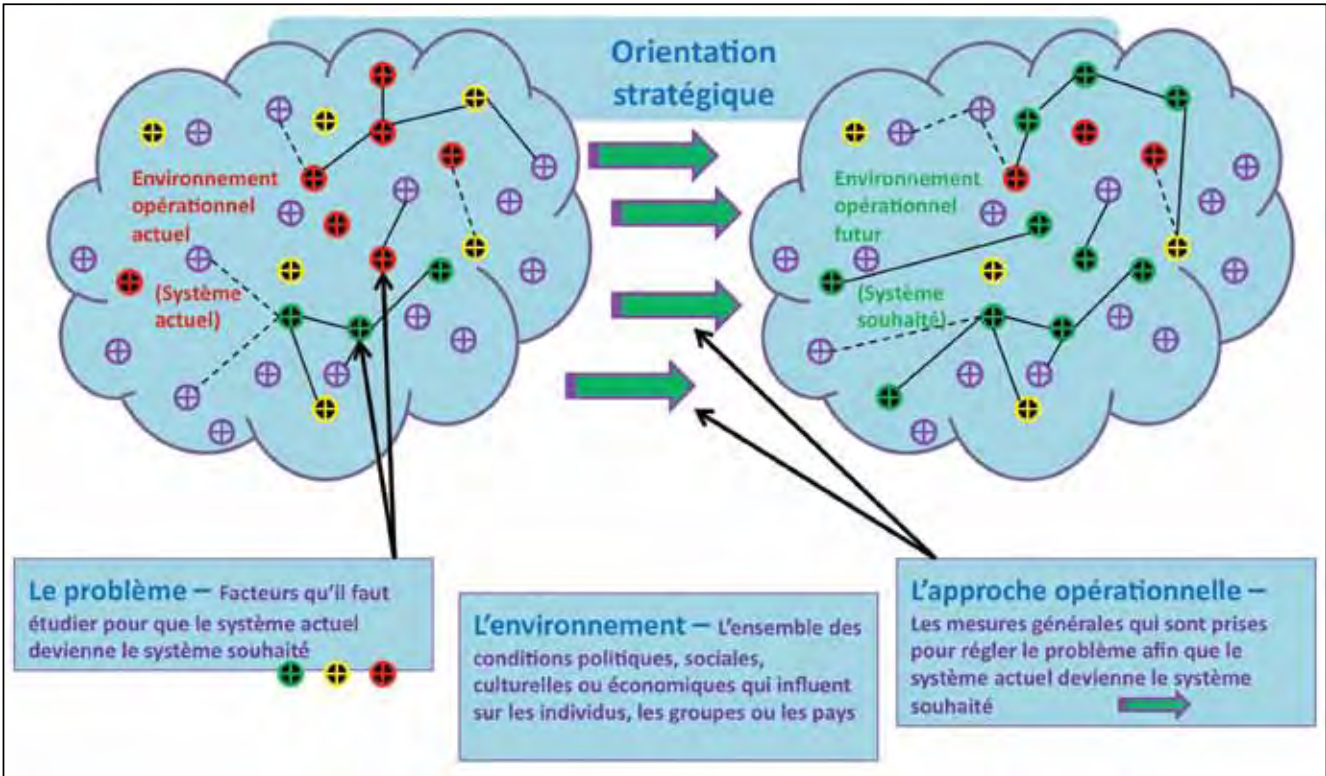 Orientation
stratégique
Environnement
opérationnel
actuel
(Système
actuel)
Environnement
opérationnel
futur
(Système
souhaité)
Le problème – Facteurs qu'il faut
étudier pour que le système actuel
devienne le système souhaité
L'environnement – L'ensemble des
conditions politiques, sociales,
culturelles ou économiques qui influent
sur les individus, les groupes ou les pays
L'approche opérationnelle –
Les mesures générales qui sont prises
pour régler le problème afin que le
système actuel devienne le système
souhaité